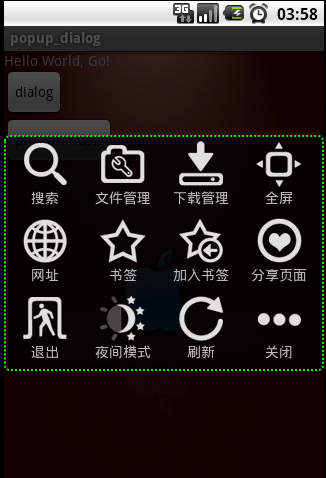 3G 03:58
popup_dialog
Hello World, Go!
dialog
搜索 文件管理 下载管理 全屏
网址 书签 加入书签 分享页面
退出 夜间模式 刷新 关闭